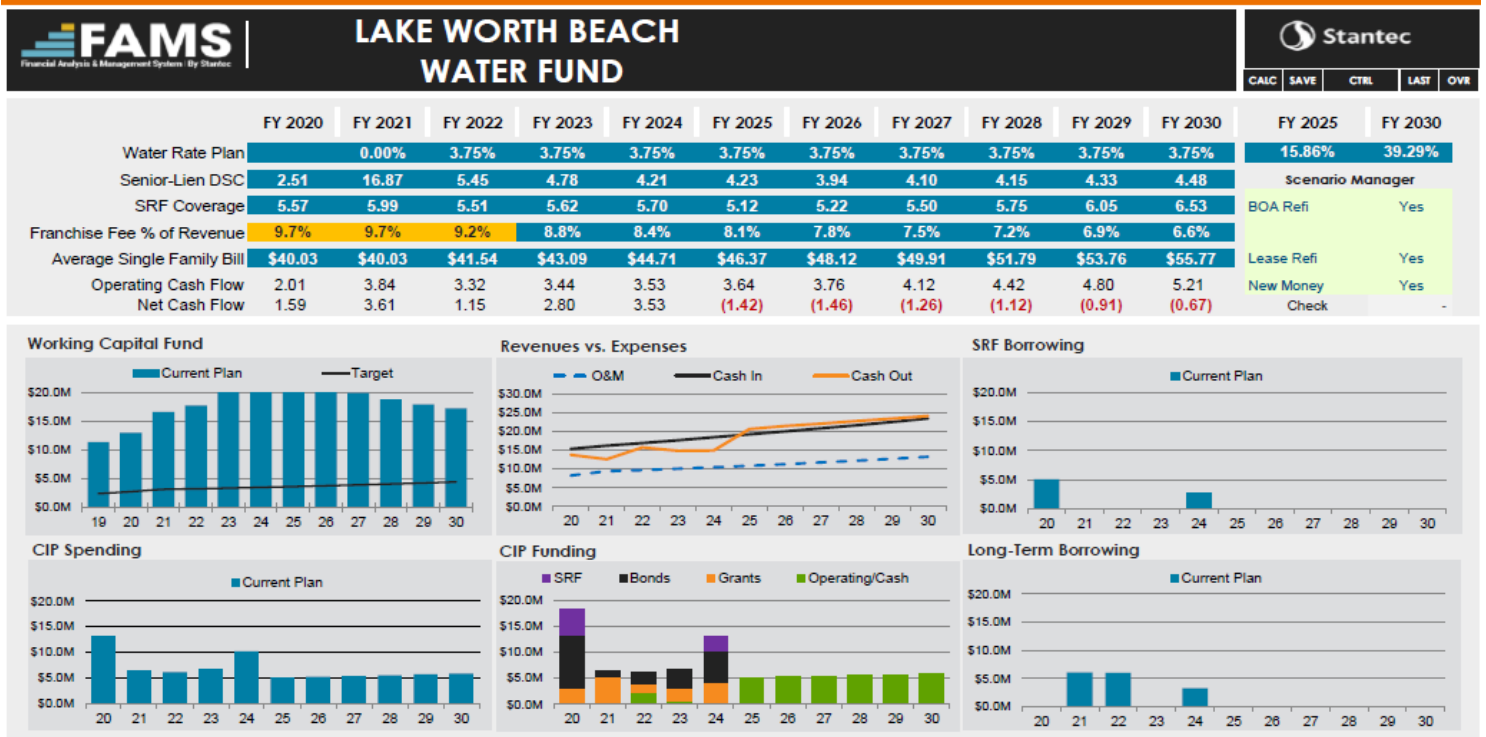 FAMS
Financial Analysis & Management System | By Stantec
LAKE WORTH BEACH
WATER FUND
Stantec
CALC SAVE CTRL LAST OVR
FY 2020 FY 2021 FY 2022 FY 2023 FY 2024 FY 2025 FY 2026 FY 2027 FY 2028 FY 2029 FY 2030 FY 2025 FY 2030
Water Rate Plan 0.00% 3.75% 3.75% 3.75% 3.75% 3.75% 3.75% 3.75% 3.75% 3.75% 15.86% 39.29%
Senior-Lien DSC 2.51 16.87 5.45 4.78 4.21 4.23 3.94 4.10 4.15 4.33 4.48 Scenario Manager
SRF Coverage 5.57 5.99 5.51 5.62 5.70 5.12 5.22 5.50 5.75 6.05 6.53 BOA Refi Yes
Franchise Fee % of Revenue 9.7% 9.7% 9.2% 8.8% 8.4% 8.1% 7.8% 7.5% 7.2% 6.9% 6.6%
Average Single Family Bill $40.03 $40.03 $41.54 $43.09 $44.71 $46.37 $48.12 $49.91 $51.79 $53.76 $55.77 Lease Refi Yes
Operating Cash Flow 2.01 3.84 3.32 3.44 3.53 3.64 3.76 4.12 4.42 4.80 5.21 New Money Yes
Net Cash Flow 1.59 3.61 1.15 2.80 3.53 (1.42) (1.46) (1.26) (1.12) (0.91) (0.67) Check -
Working Capital Fund
Current Plan Target
$20.0M
$15.0M
$10.0M
$5.0M
$0.0M
19 20 21 22 23 24 25 26 27 28 29 30
Revenues vs. Expenses
O&M Cash In Cash Out
$30.0M
$25.0M
$20.0M
$15.0M
$10.0M
$5.0M
$0.0M
20 21 22 23 24 25 26 27 28 29 30
SRF Borrowing
Current Plan
$20.0M
$15.0M
$10.0M
$5.0M
$0.0M
20 21 22 23 24 25 26 27 28 29 30
CIP Spending
Current Plan
$20.0M
$15.0M
$10.0M
$5.0M
$0.0M
20 21 22 23 24 25 26 27 28 29 30
CIP Funding
SRF Bonds Grants Operating/Cash
$20.0M
$15.0M
$10.0M
$5.0M
$0.0M
20 21 22 23 24 25 26 27 28 29 30
Long-Term Borrowing
Current Plan
$20.0M
$15.0M
$10.0M
$5.0M
$0.0M
20 21 22 23 24 25 26 27 28 29 30